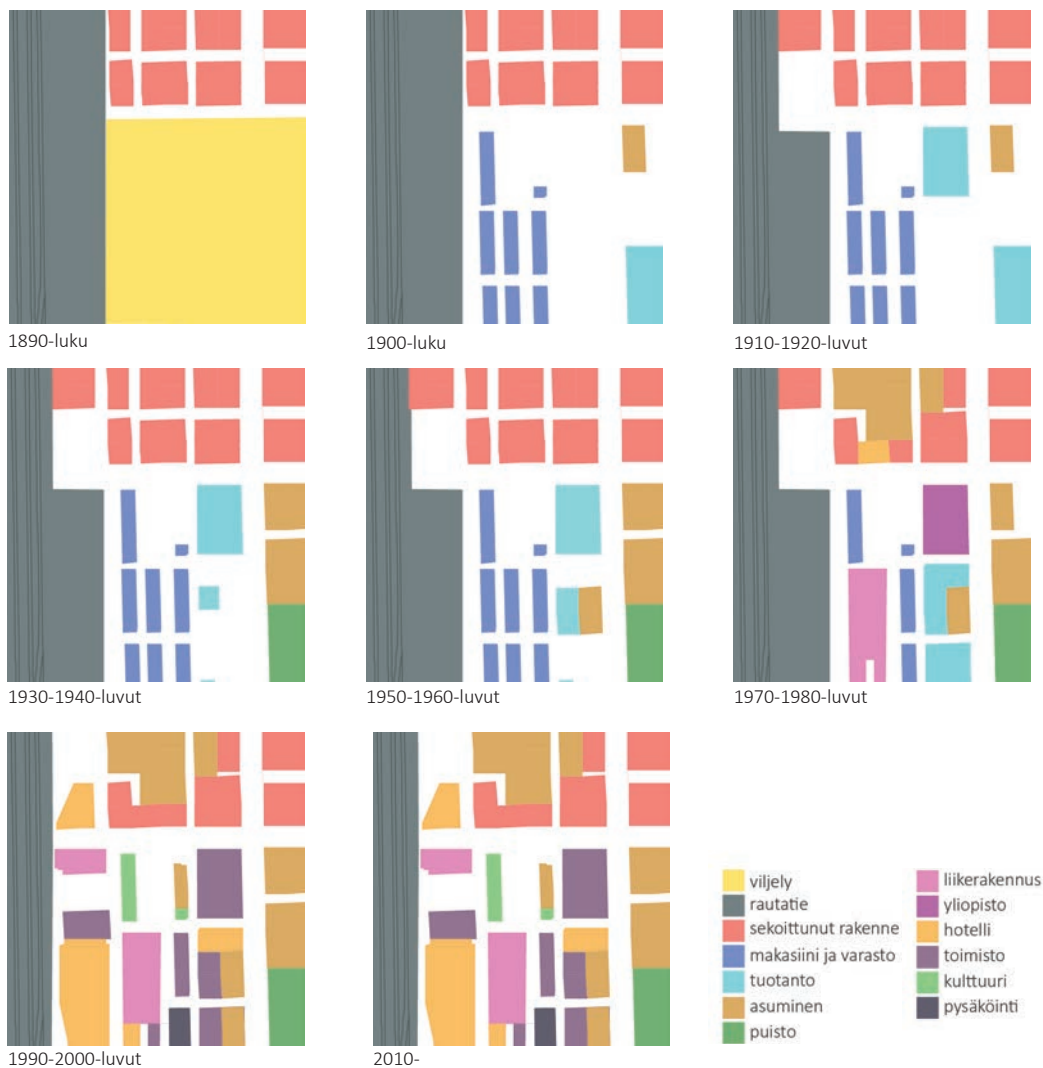 1890-luku
1900-luku
1910-1920-luvut
1930-1940-luvut
1950-1960-luvut
1970-1980-luvut
1990-2000-luvut
2010-
viljely
rautatie
sekoittunut rakenne
makasiini ja varasto
tuotanto
asuminen
puisto
liikerakennus
yliopisto
hotelli
toimisto
kulttuuri
pysäköinti